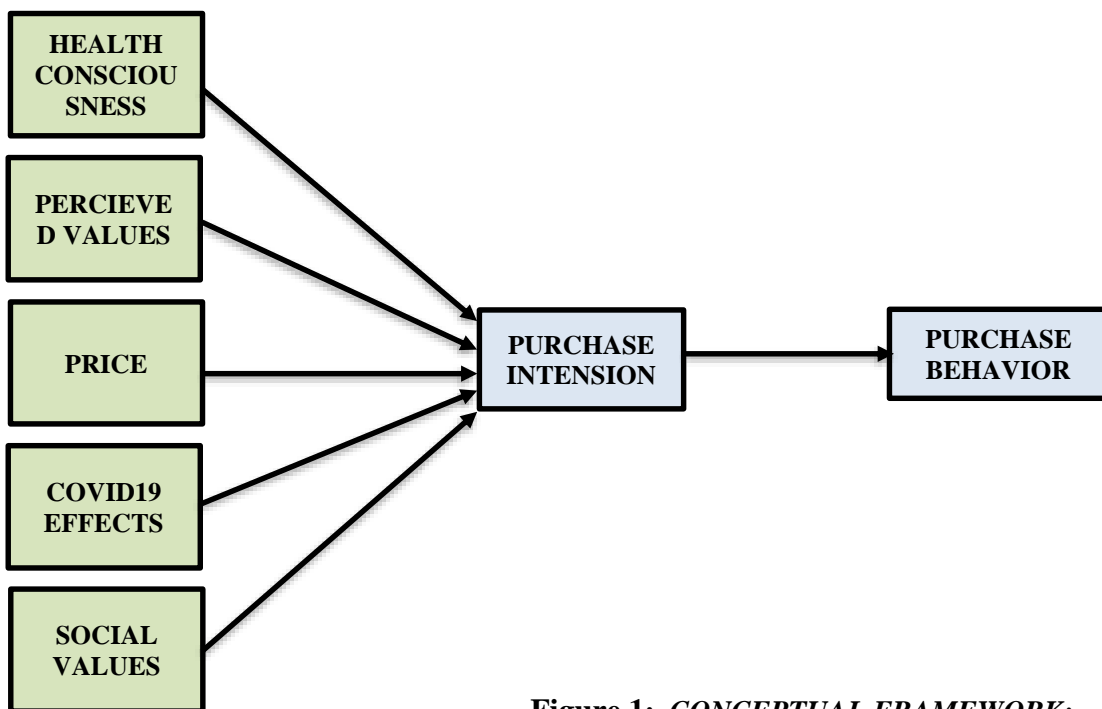 HEALTH
CONSCIOU
SNESS
PERCIEVE
D VALUES
PRICE
COVID19
EFFECTS
SOCIAL
VALUES
PURCHASE
INTENSION
PURCHASE
BEHAVIOR
Figure 1: CONCEPTUAL FRAMEWORK: